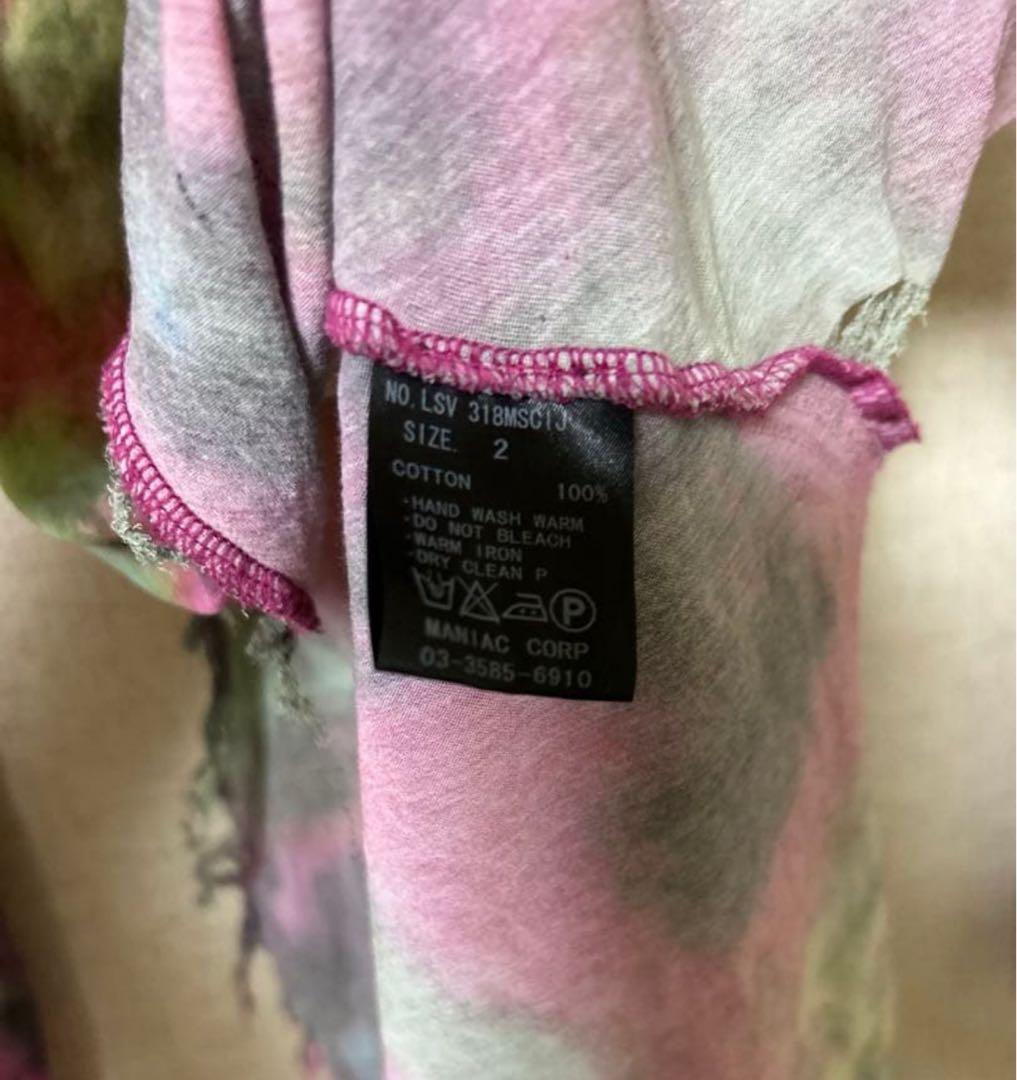 NO.LSV 318MSC1J
SIZE. 2
COTTON 100%
·HAND WASH WARM
·DO NOT BLEACH
·WARM IRON
·DRY CLEAN P
P
MANIAC CORP
03-3585-6910